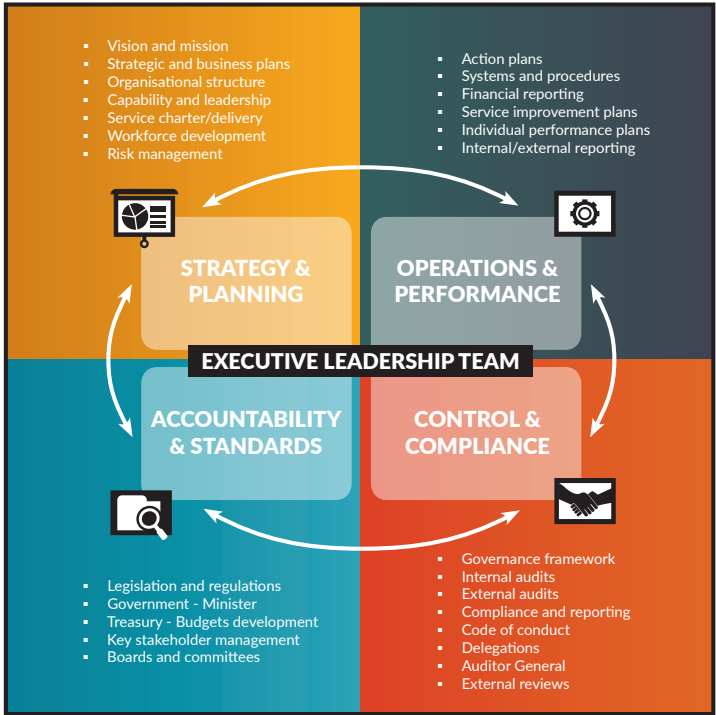 Vision and mission
Strategic and business plans
Organisational structure
Capability and leadership
Service charter/delivery
Workforce development
Risk management
Action plans
Systems and procedures
Financial reporting
Service improvement plans
Individual performance plans
Internal/external reporting
STRATEGY &
PLANNING
OPERATIONS &
PERFORMANCE
EXECUTIVE LEADERSHIP TEAM
ACCOUNTABILITY
& STANDARDS
CONTROL &
COMPLIANCE
Legislation and regulations
Government - Minister
Treasury - Budgets development
Key stakeholder management
Boards and committees
Governance framework
Internal audits
External audits
Compliance and reporting
Code of conduct
Delegations
Auditor General
External reviews